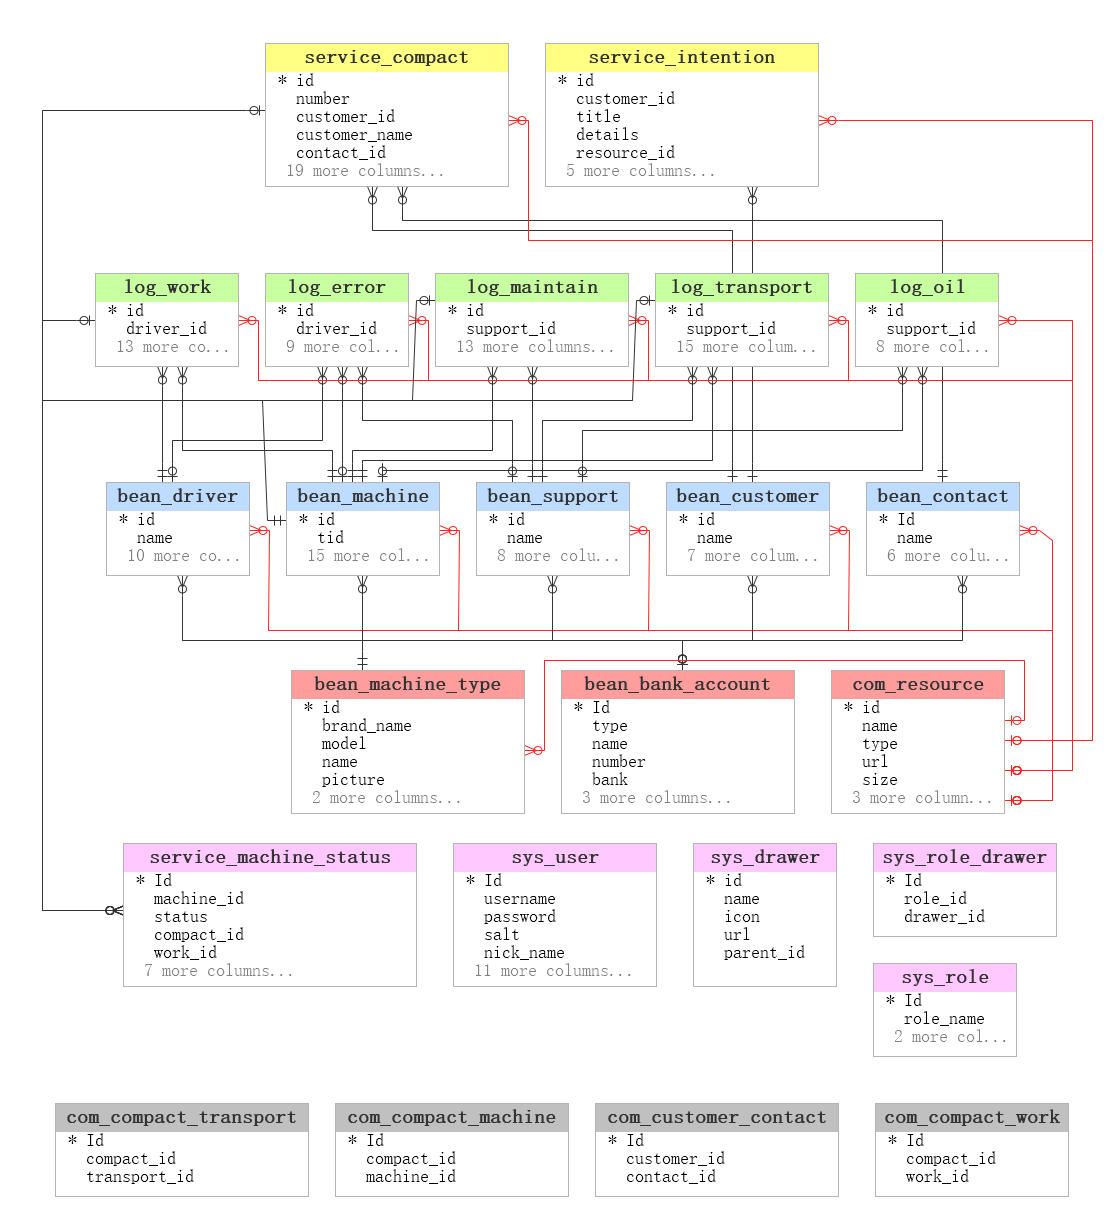 service_compact
* id
number
customer_id
customer_name
contact_id
19 more columns...
service_intention
* id
customer_id
title
details
resource_id
5 more columns...
log_work
* id
driver_id
13 more co...
log_error
* id
driver_id
9 more col...
log_maintain
* id
support_id
13 more columns...
log_transport
* id
support_id
15 more colum...
log_oil
* id
support_id
8 more col...
bean_driver
* id
name
10 more co...
bean_machine
* id
tid
15 more col...
bean_support
* id
name
8 more colu...
bean_customer
* id
name
7 more colum...
bean_contact
* Id
name
6 more colu...
bean_machine_type
* id
brand_name
model
name
picture
2 more columns...
bean_bank_account
* Id
type
name
number
bank
3 more columns...
com_resource
* id
name
type
url
size
3 more column...
service_machine_status
* Id
machine_id
status
compact_id
work_id
7 more columns...
sys_user
* Id
username
password
salt
nick_name
11 more columns...
sys_drawer
* id
name
icon
url
parent_id
sys_role_drawer
* Id
role_id
drawer_id
sys_role
* Id
role_name
2 more col...
com_compact_transport
* Id
compact_id
transport_id
com_compact_machine
* Id
compact_id
machine_id
com_customer_contact
* Id
customer_id
contact_id
com_compact_work
* Id
compact_id
work_id